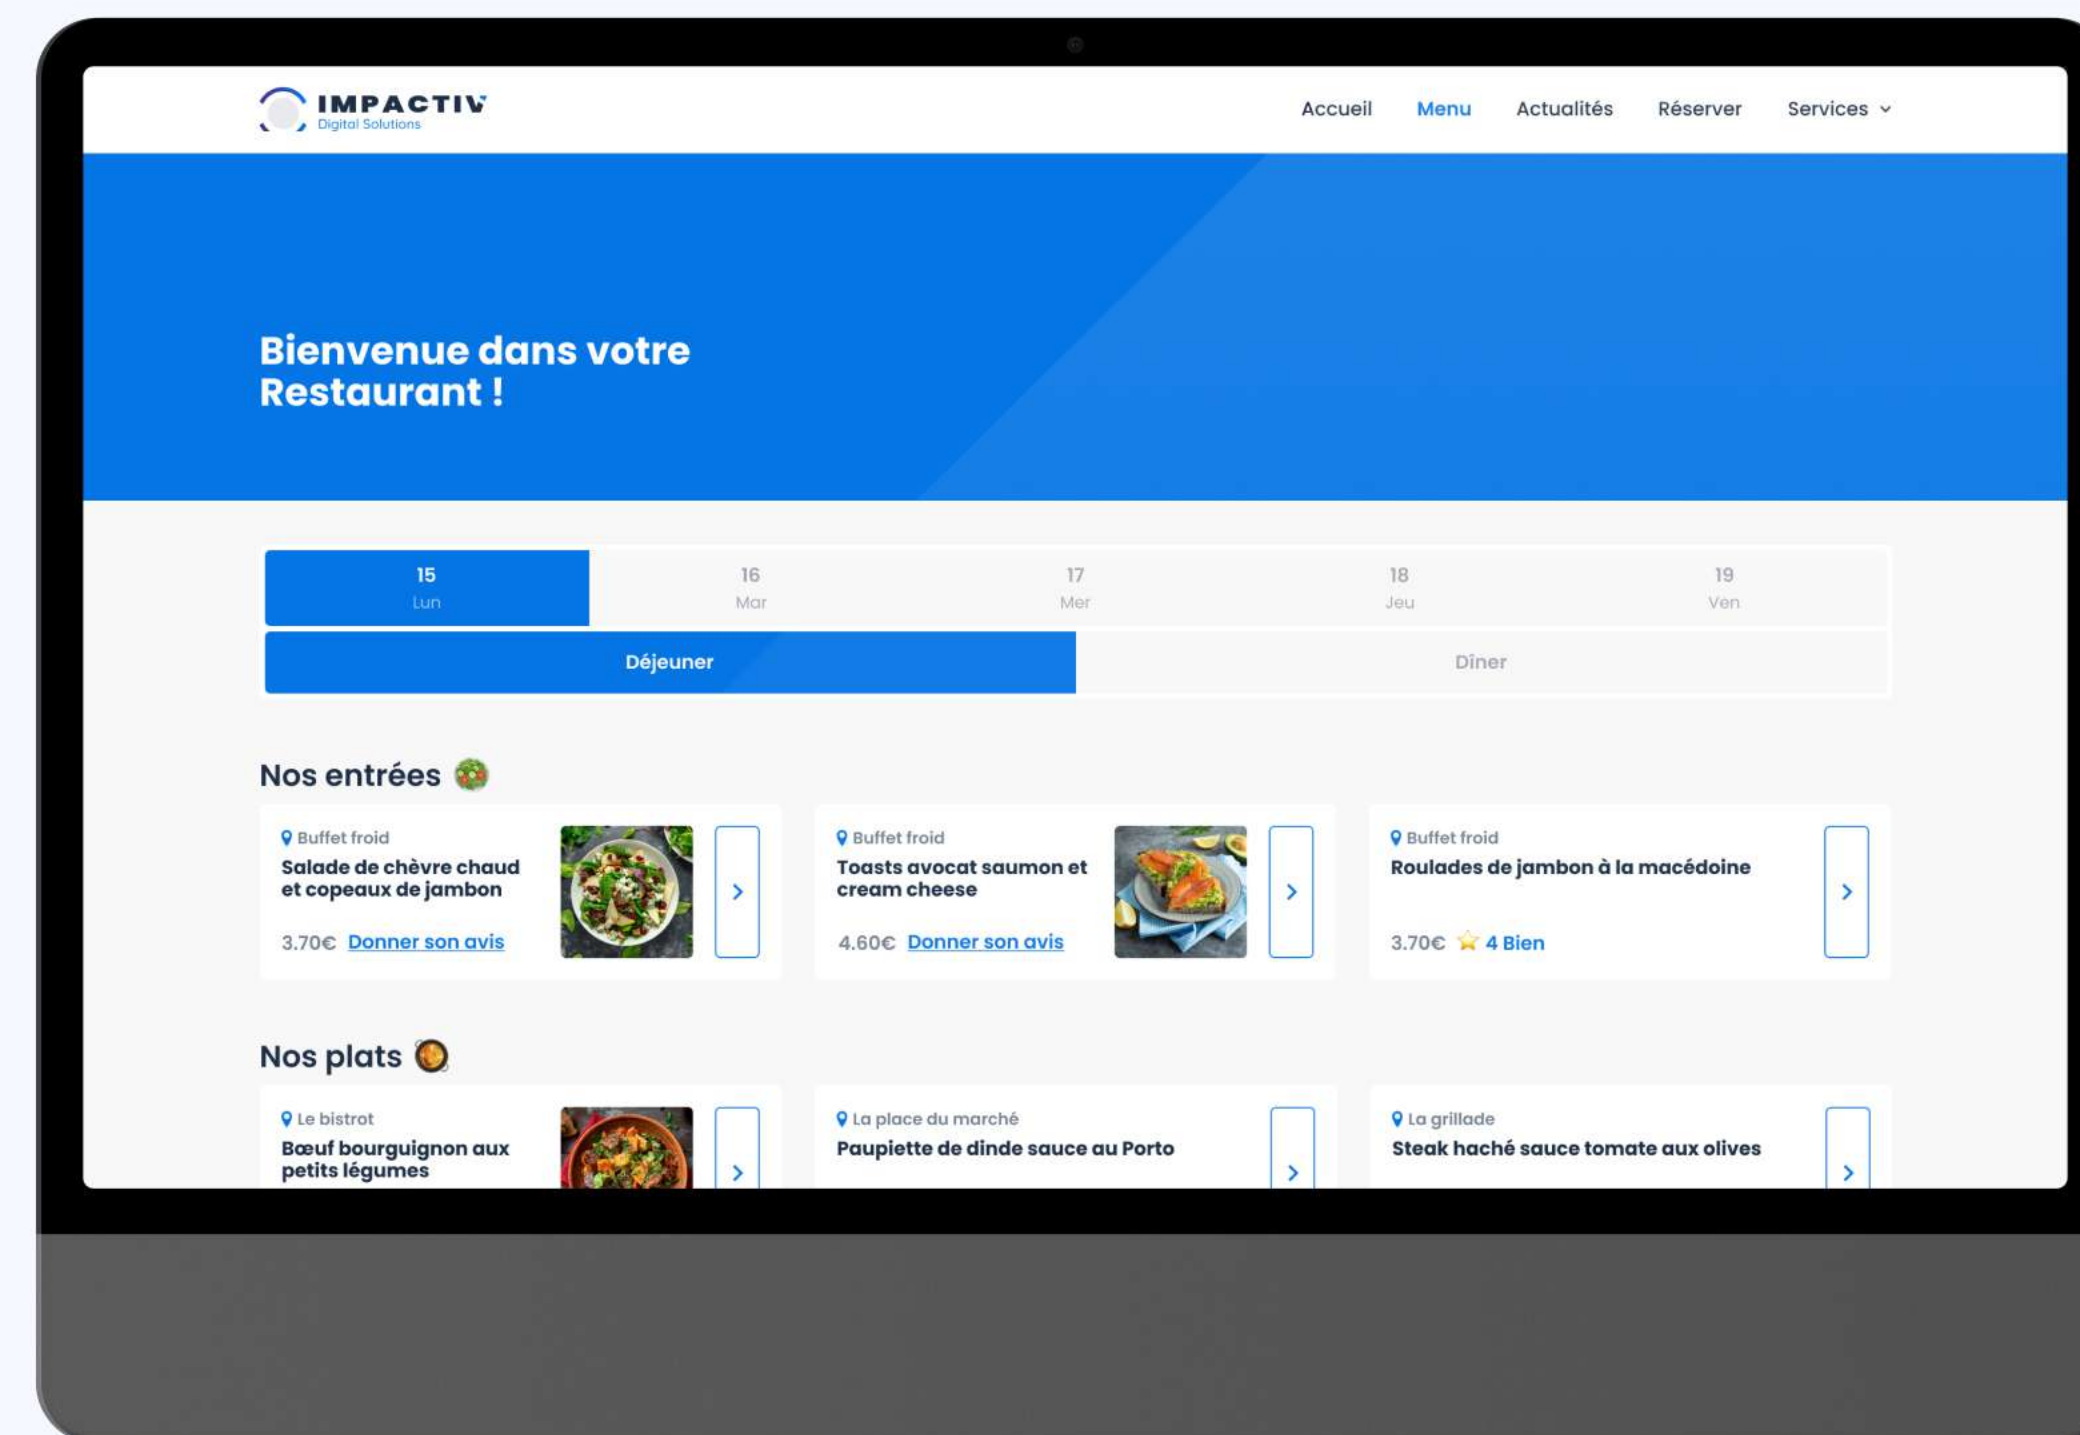 IMPACTIV
Digital Solutions
Accueil Menu Actualités Réserver Services
Bienvenue dans votre
Restaurant !
15 16 17 18 19
Lun Mar Mer Jeu Ven
Déjeuner Dîner
Nos entrées
Buffet froid
Salade de chèvre chaud
et copeaux de jambon
3.70€ Donner son avis
Buffet froid
Toasts avocat saumon et
cream cheese
4.60€ Donner son avis
Buffet froid
Roulades de jambon à la macédoine
3.70€ 4 Bien
Nos plats
Le bistrot
Bœuf bourguignon aux
petits légumes
La place du marché
Paupiette de dinde sauce au Porto
La grillade
Steak haché sauce tomate aux olives